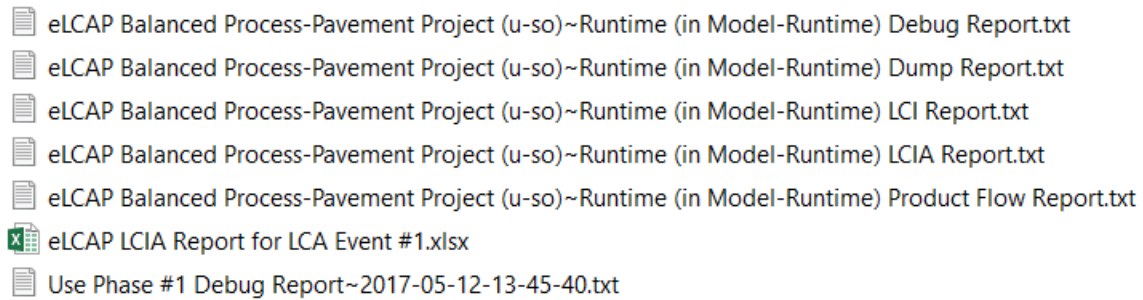 eLCAP Balanced Process-Pavement Project (u-so)~Runtime (in Model-Runtime) Debug Report.txt
eLCAP Balanced Process-Pavement Project (u-so)~Runtime (in Model-Runtime) Dump Report.txt
eLCAP Balanced Process-Pavement Project (u-so)~Runtime (in Model-Runtime) LCI Report.txt
eLCAP Balanced Process-Pavement Project (u-so)~Runtime (in Model-Runtime) LCIA Report.txt
eLCAP Balanced Process-Pavement Project (u-so)~Runtime (in Model-Runtime) Product Flow Report.txt
eLCAP LCIA Report for LCA Event #1.xlsx
Use Phase #1 Debug Report~2017-05-12-13-45-40.txt